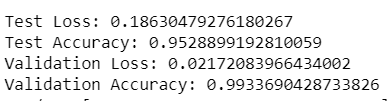 Test Loss: 0.18630479276180267
Test Accuracy: 0.9528899192810059
Validation Loss: 0.02172083966434002
Validation Accuracy: 0.9933690428733826